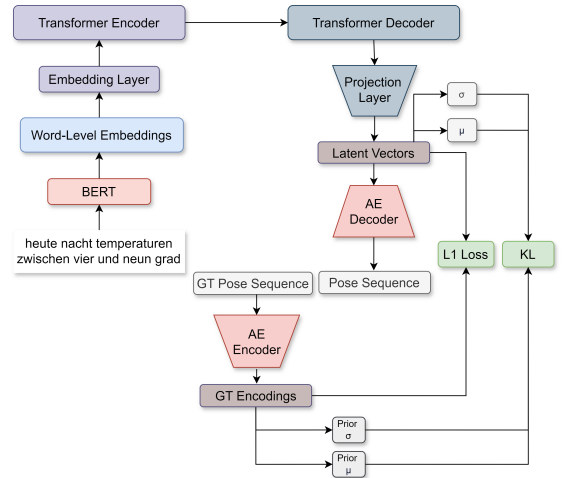 Transformer Encoder
Transformer Decoder
Embedding Layer
Projection
Layer
σ
Word-Level Embeddings
μ
Latent Vectors
BERT
AE
Decoder
heute nacht temperaturen
zwischen vier und neun grad
L1 Loss
KL
GT Pose Sequence
Pose Sequence
AE
Encoder
GT Encodings
Prior
σ
Prior
μ